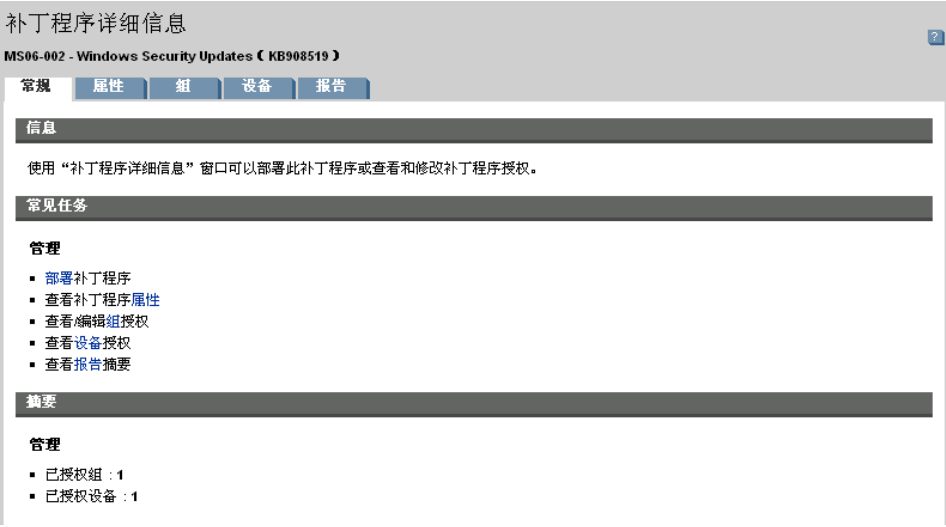 补丁程序详细信息
?
MS06-002 - Windows Security Updates ( KB908519 )
常规 属性 组 设备 报告
信息
使用“补丁程序详细信息”窗口可以部署此补丁程序或查看和修改补丁程序授权。
常见任务
管理
▪ 部署补丁程序
▪ 查看补丁程序属性
▪ 查看/编辑组授权
▪ 查看设备授权
▪ 查看报告摘要
摘要
管理
▪ 已授权组 : 1
▪ 已授权设备 : 1